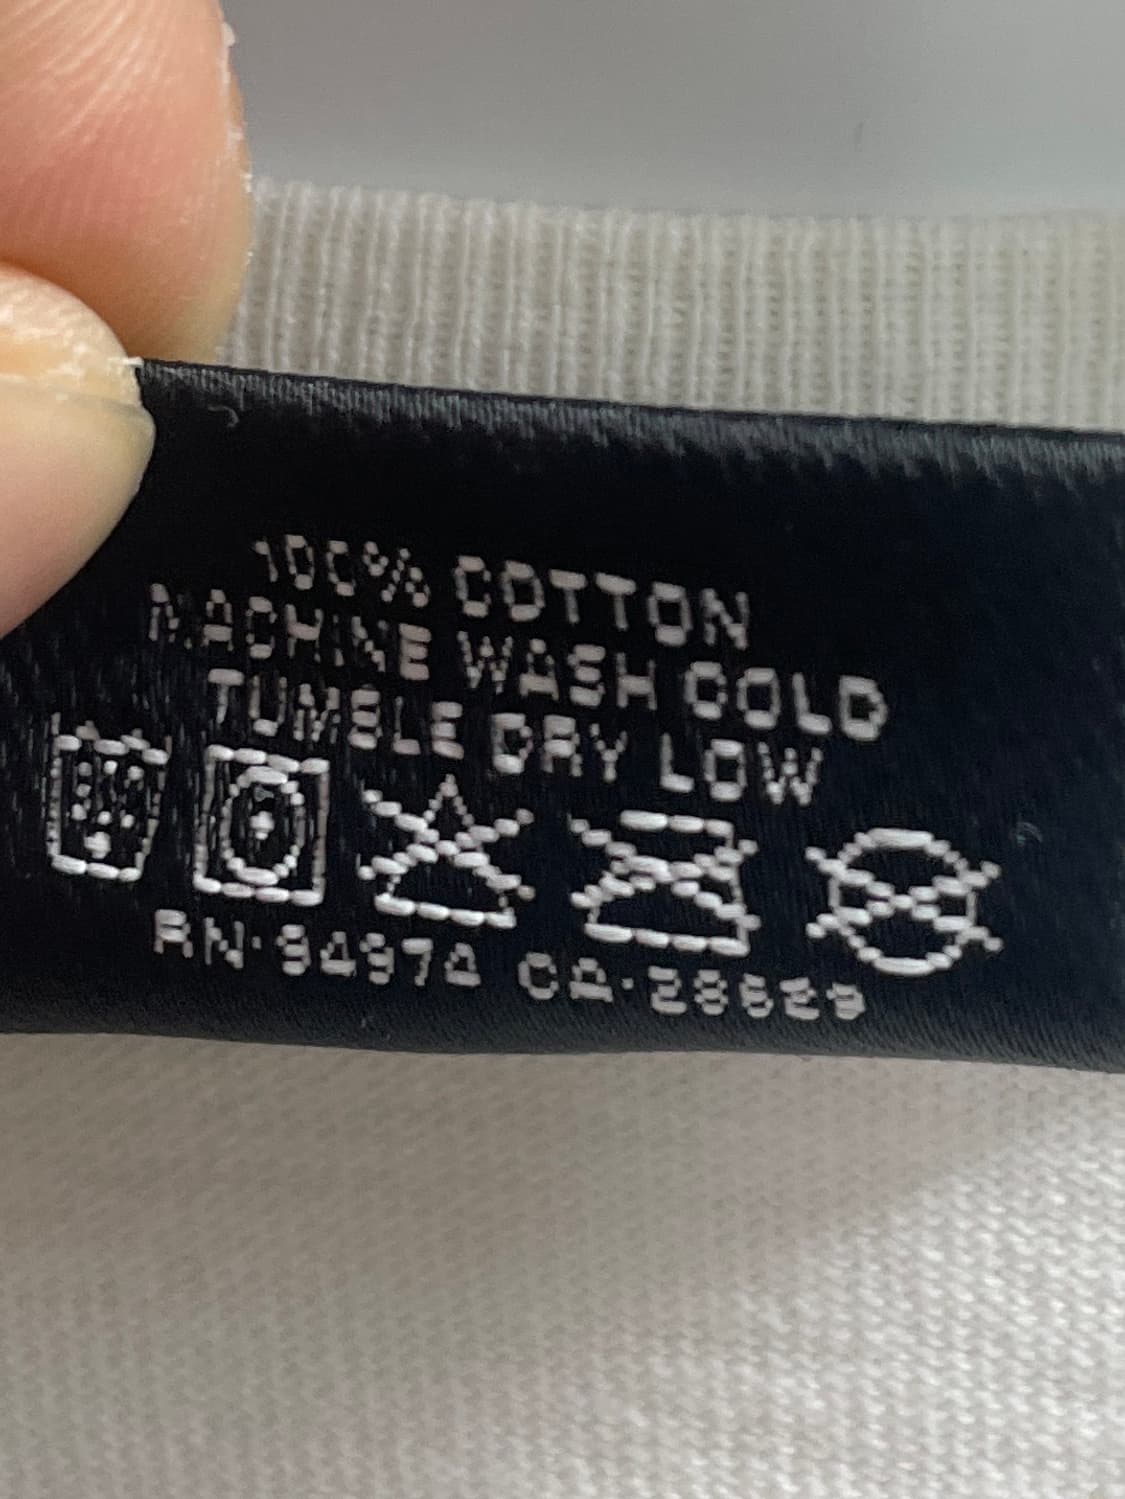 100% COTTON
MACHINE WASH COLD
TUMBLE DRY LOW
RN·94974 CA·28629